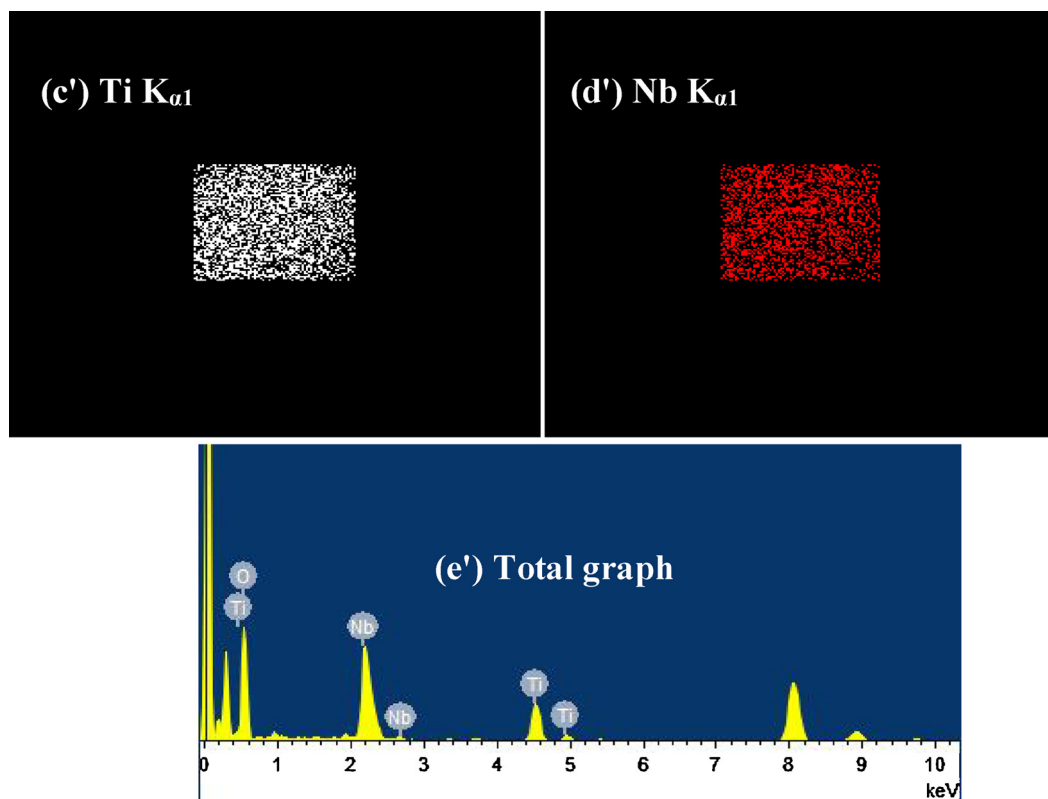 (c') Ti Kα1
(d') Nb Kα1
(e') Total graph
O
Ti
Nb
Nb
Ti
Ti
0 1 2 3 4 5 6 7 8 9 10
keV